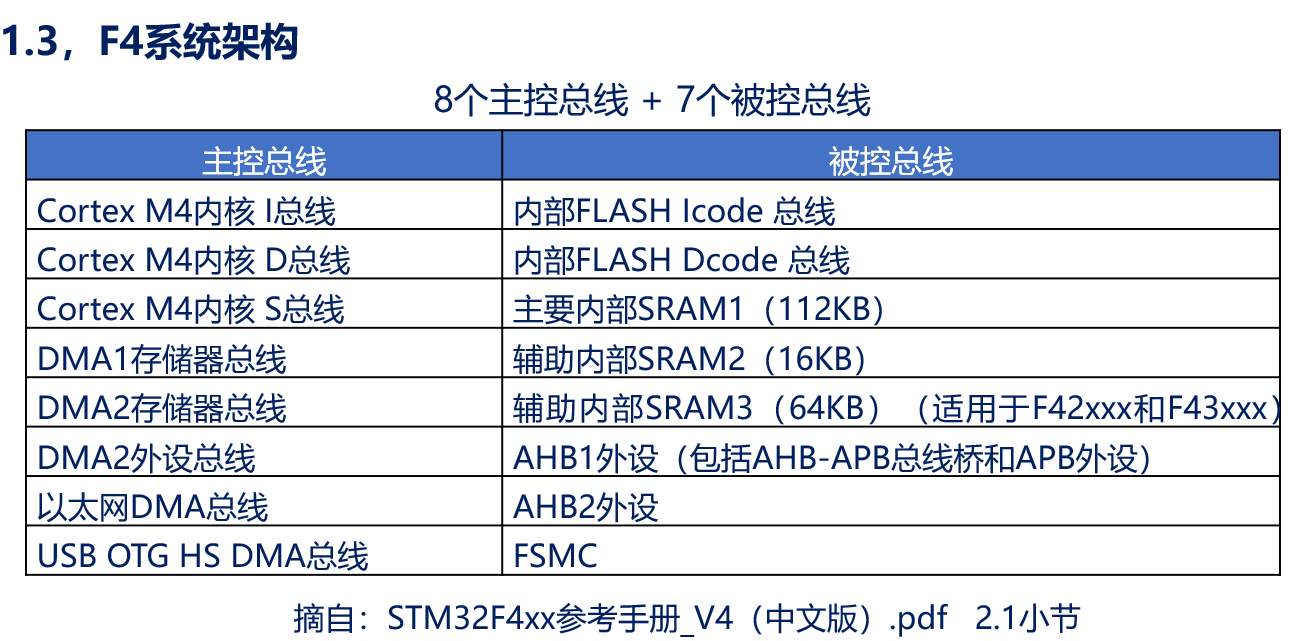 1.3，F4系统架构
8个主控总线 + 7个被控总线
主控总线 被控总线
Cortex M4内核 I总线 内部FLASH Icode 总线
Cortex M4内核 D总线 内部FLASH Dcode 总线
Cortex M4内核 S总线 主要内部SRAM1（112KB）
DMA1存储器总线 辅助内部SRAM2（16KB）
DMA2存储器总线 辅助内部SRAM3（64KB）（适用于F42xxx和F43xxx）
DMA2外设总线 AHB1外设（包括AHB-APB总线桥和APB外设）
以太网DMA总线 AHB2外设
USB OTG HS DMA总线 FSMC
摘自：STM32F4xx参考手册_V4（中文版）.pdf 2.1小节